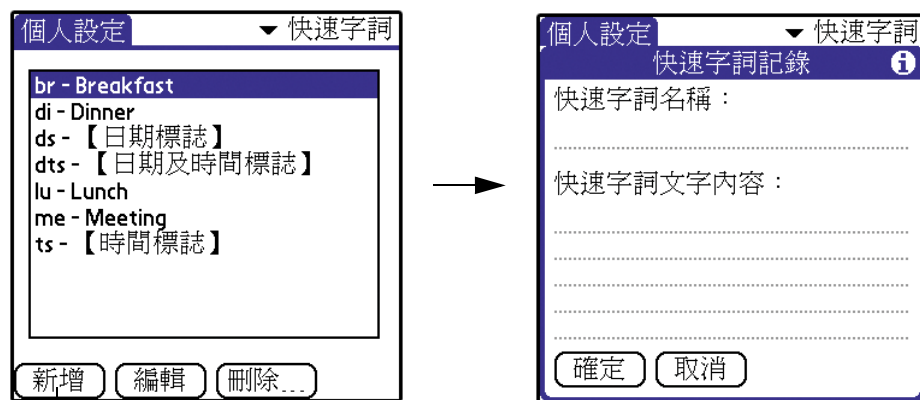 個人設定 ▼ 快速字詞
br - Breakfast
di - Dinner
ds - 【日期標誌】
dts - 【日期及時間標誌】
lu - Lunch
me - Meeting
ts - 【時間標誌】
新增 編輯 刪除...
個人設定 ▼ 快速字詞
快速字詞記錄 i
快速字詞名稱：
快速字詞文字內容：
確定 取消